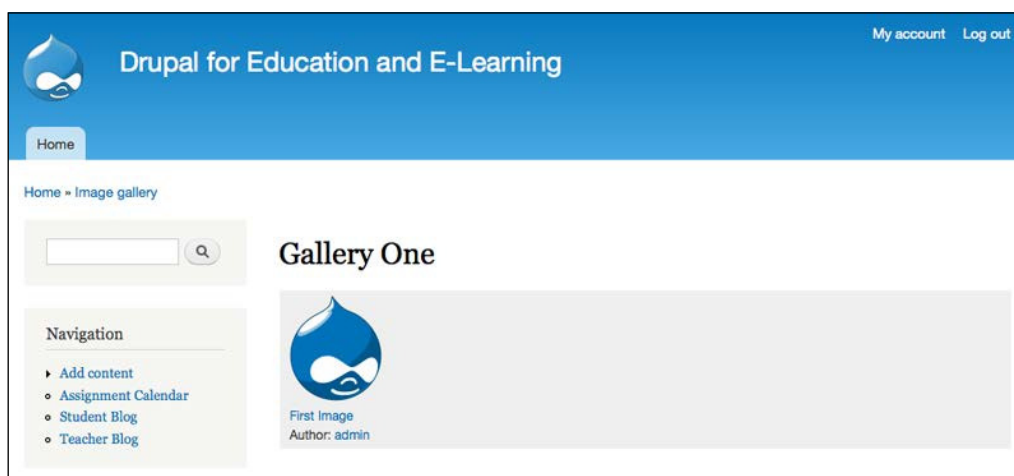 My account Log out
Drupal for Education and E-Learning
Home
Home » Image gallery
Gallery One
Navigation
Add content
Assignment Calendar
Student Blog
Teacher Blog
First Image
Author: admin